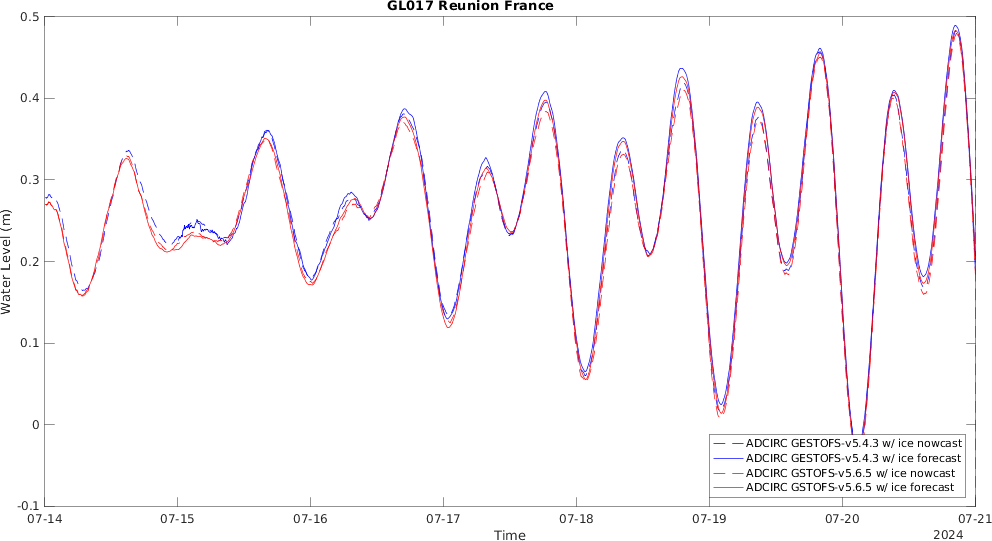 GL017 Reunion France
0.5
0.4
0.3
0.2
0.1
0
-0.1
Water Level (m)
ADCIRC GESTOFS-v5.4.3 w/ ice nowcast
ADCIRC GESTOFS-v5.4.3 w/ ice forecast
ADCIRC GSTOFS-v5.6.5 w/ ice nowcast
ADCIRC GSTOFS-v5.6.5 w/ ice forecast
07-14 07-15 07-16 07-17 07-18 07-19 07-20 07-21
Time
2024